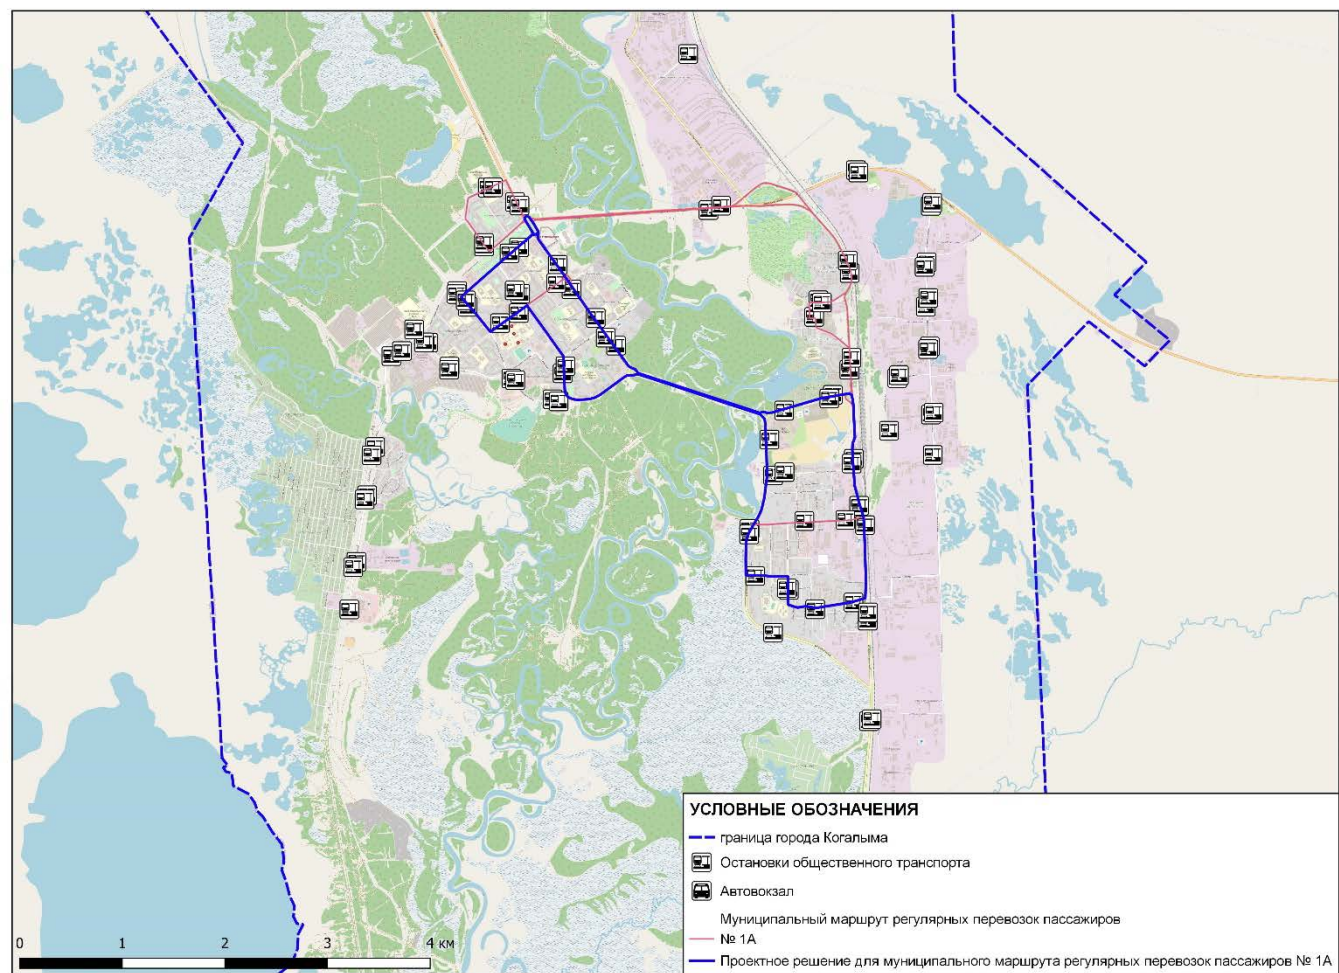 УСЛОВНЫЕ ОБОЗНАЧЕНИЯ
граница города Когалыма
Остановки общественного транспорта
Автовокзал
Муниципальный маршрут регулярных перевозок пассажиров
№ 1А
Проектное решение для муниципального маршрута регулярных перевозок пассажиров № 1А
0 1 2 3 4 км